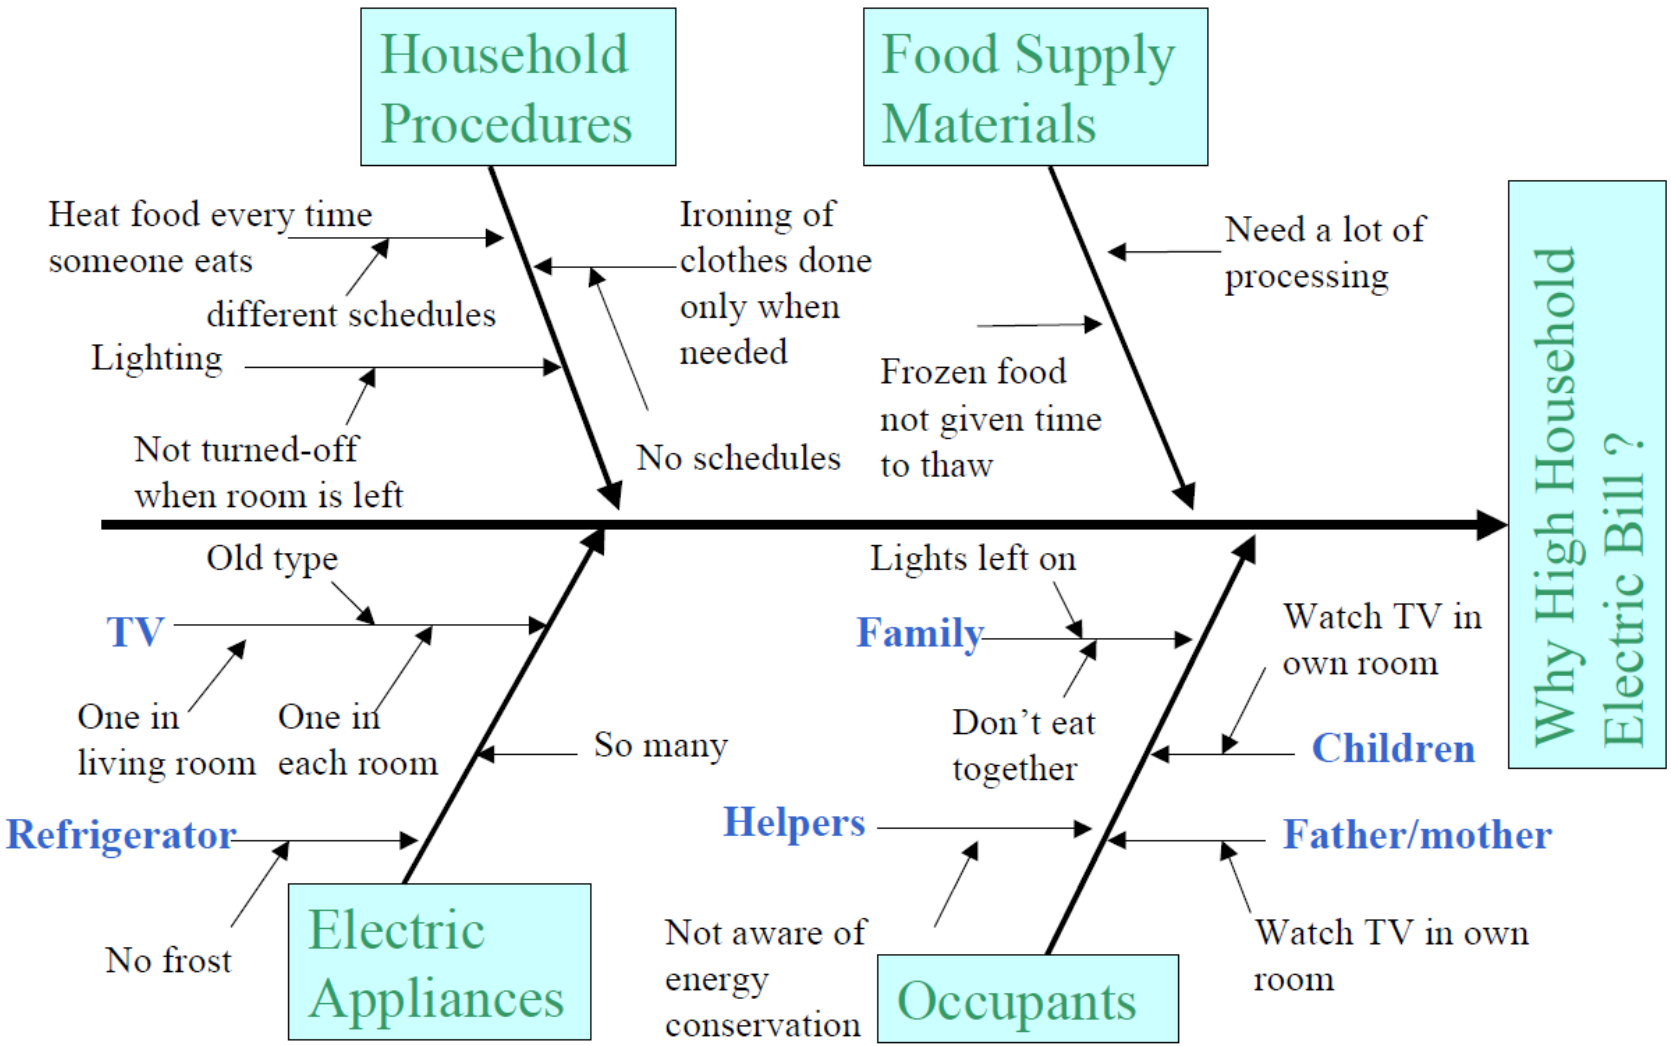 Household
Procedures
Food Supply
Materials
Heat food every time
someone eats
different schedules
Lighting
Not turned-off
when room is left
Ironing of
clothes done
only when
needed
No schedules
Need a lot of
processing
Frozen food
not given time
to thaw
Why High Household
Electric Bill ?
Old type
TV
One in
living room
One in
each room
So many
Refrigerator
No frost
Electric
Appliances
Lights left on
Family
Don’t eat
together
Watch TV in
own room
Children
Helpers
Father/mother
Not aware of
energy
conservation
Watch TV in own
room
Occupants